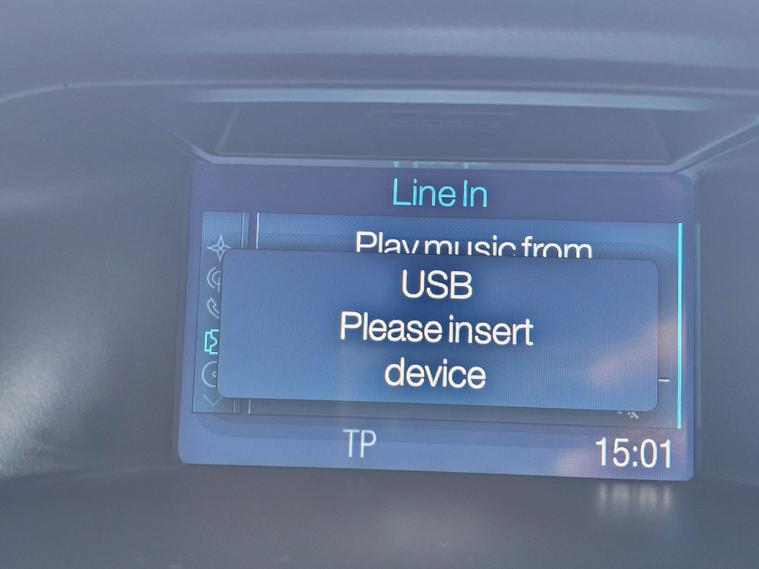 Line In
Play music from
USB
Please insert
device
TP
15:01